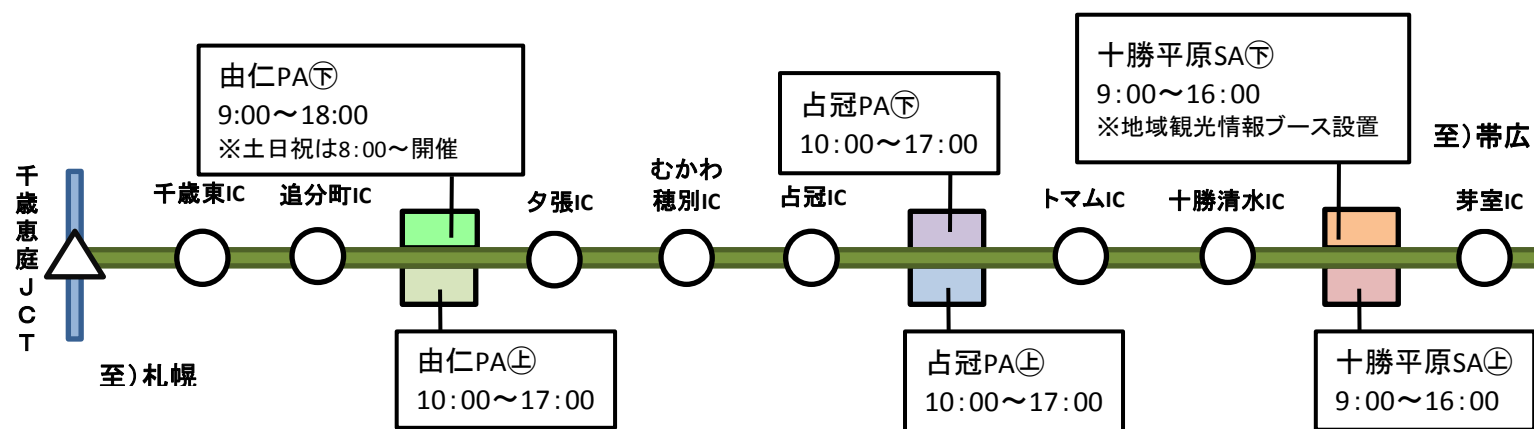 由仁PA㊦
9:00～18:00
※土日祝は8:00～開催
占冠PA㊦
10:00～17:00
十勝平原SA㊦
9:00～16:00
※地域観光情報ブース設置
至)帯広
千歳恵庭JCT
千歳東IC
追分町IC
夕張IC
むかわ
穂別IC
占冠IC
トマムIC
十勝清水IC
芽室IC
至)札幌
由仁PA㊤
10:00～17:00
占冠PA㊤
10:00～17:00
十勝平原SA㊤
9:00～16:00